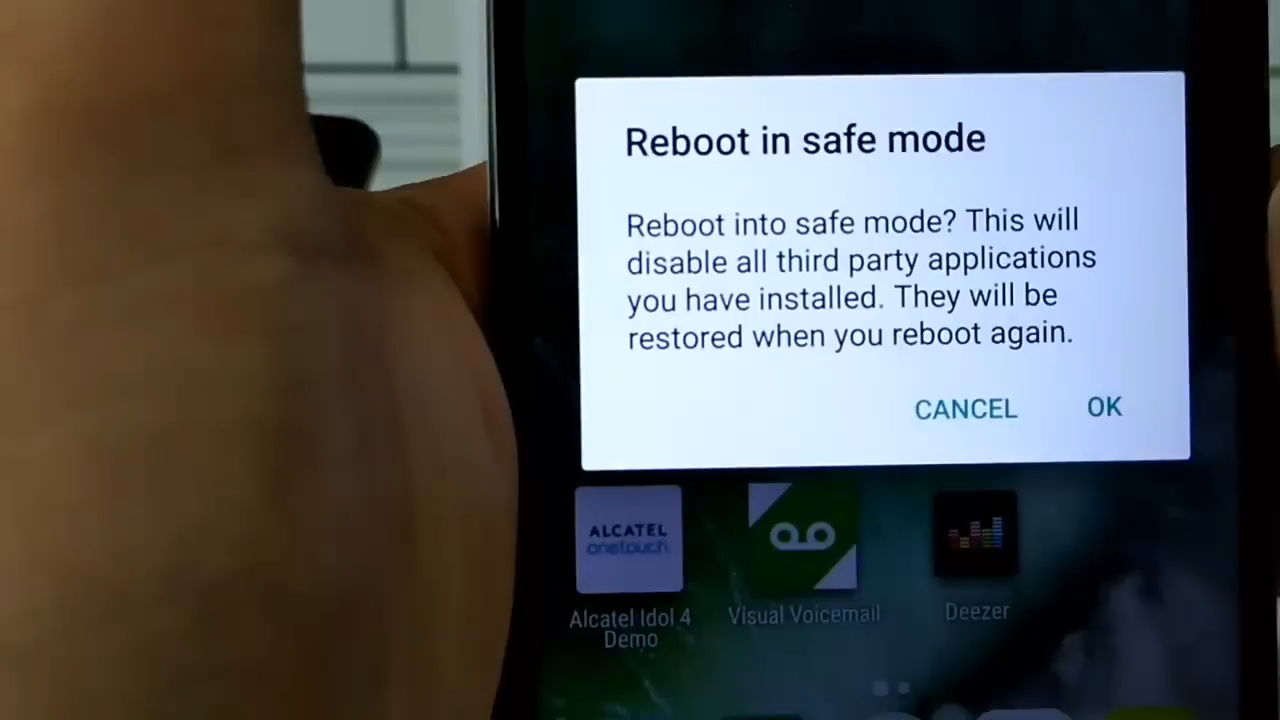 Reboot in safe mode
Reboot into safe mode? This will
disable all third party applications
you have installed. They will be
restored when you reboot again.
CANCEL OK
ALCATEL
onetouch
Alcatel Idol 4
Demo
Visual Voicemail
Deezer